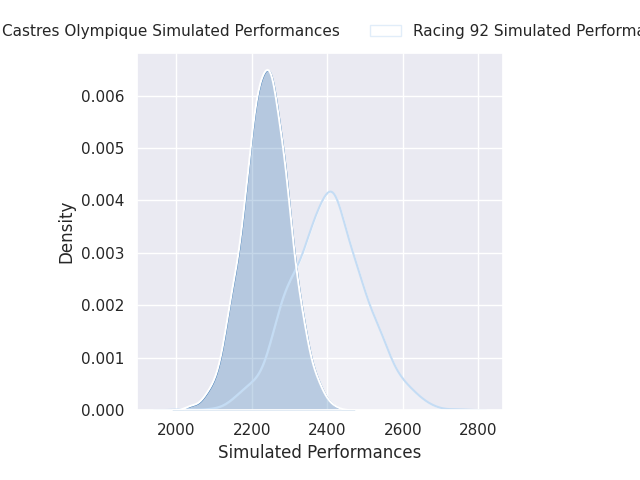 Castres Olympique Simulated Performances Racing 92 Simulated
0.006
0.005
0.004
0.003
0.002
0.001
0.000
Density
2000 2200 2400 2600 2800
Simulated Performances